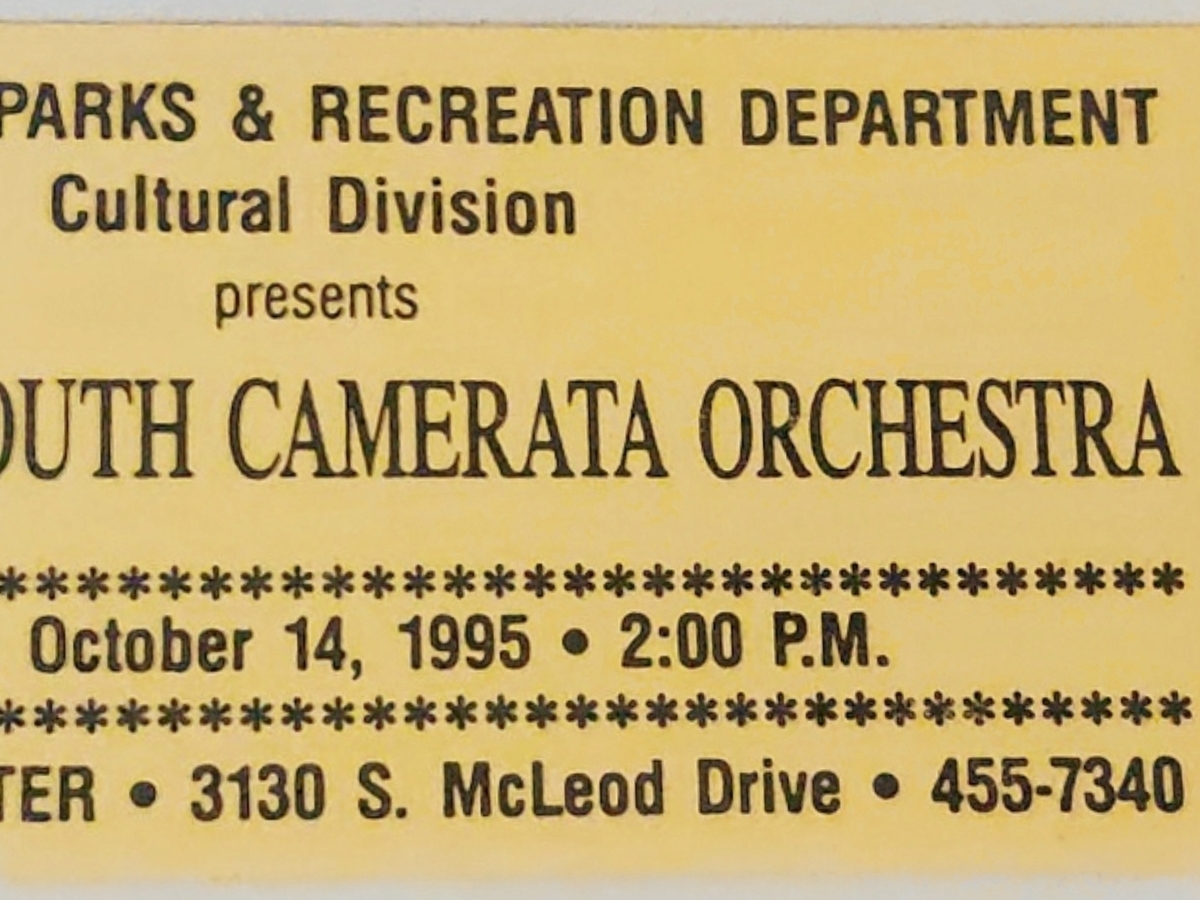 PARKS & RECREATION DEPARTMENT
Cultural Division
presents
OUTH CAMERATA ORCHESTRA
******************************
October 14, 1995 • 2:00 P.M.
******************************
TER • 3130 S. McLeod Drive • 455-7340